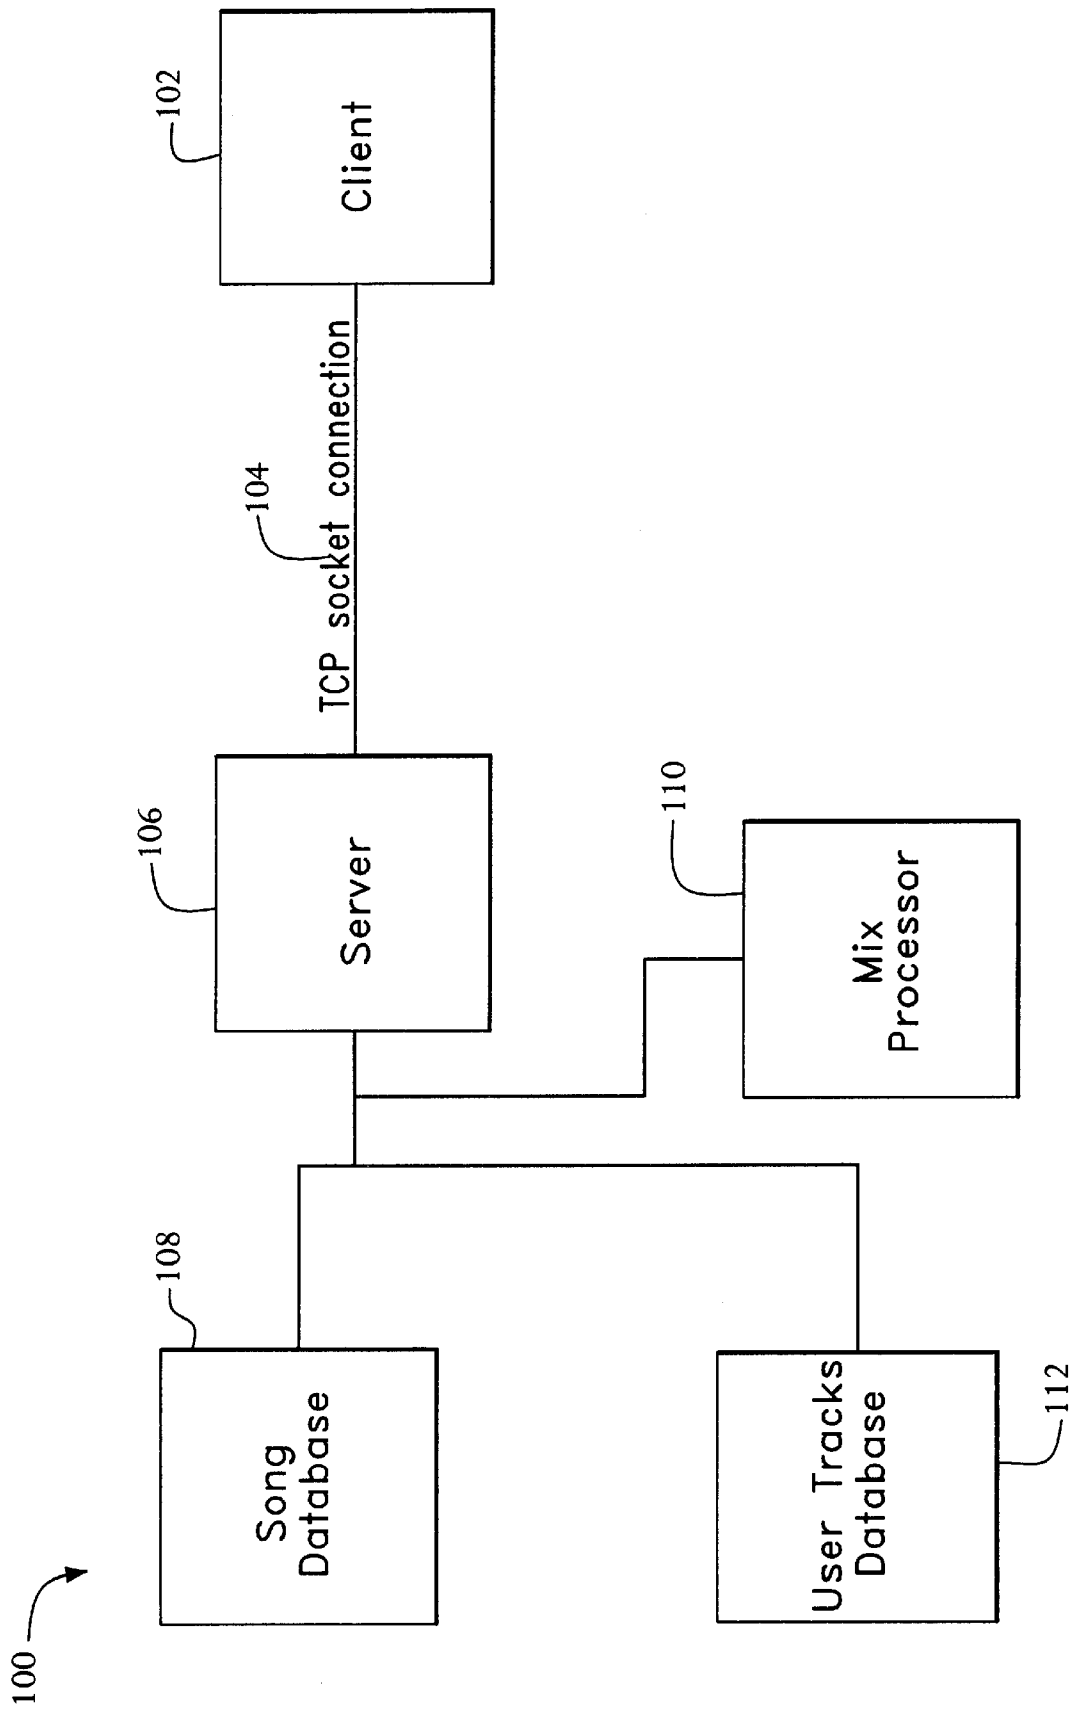 100
108
Song
Database
User Tracks
Database
112
106
Server
110
Mix
Processor
104
TCP socket connection
102
Client